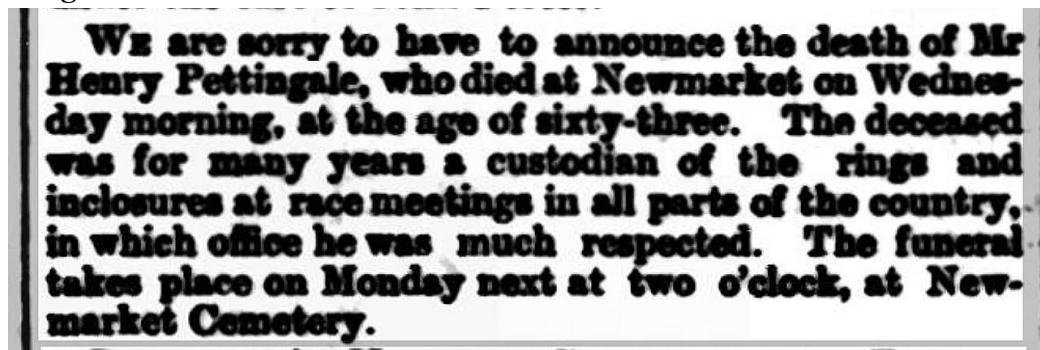 WE are sorry to have to announce the death of Mr
Henry Pettingale, who died at Newmarket on Wednes-
day morning, at the age of sixty-three. The deceased
was for many years a custodian of the rings and
inclosures at race meetings in all parts of the country,
in which office he was much respected. The funeral
takes place on Monday next at two o'clock, at New-
market Cemetery.